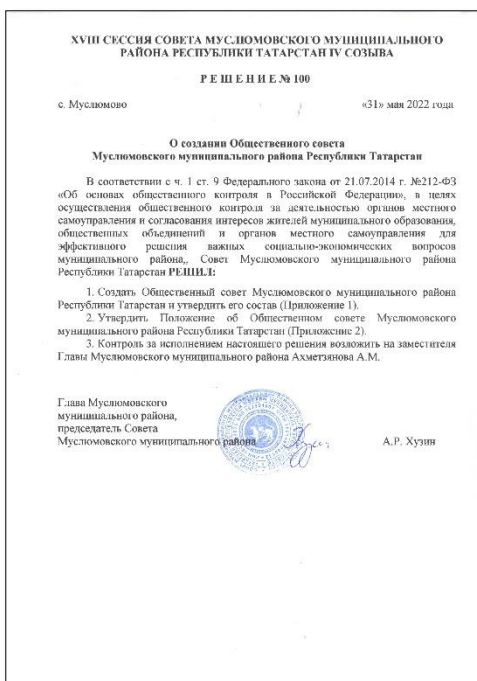 XVIII СЕССИЯ СОВЕТА МУСЛЮМОВСКОГО МУНИЦИПАЛЬНОГО
РАЙОНА РЕСПУБЛИКИ ТАТАРСТАН IV СОЗЫВА
Р Е Ш Е Н И Е № 100
с. Муслюмово «31» мая 2022 года
О создании Общественного совета
Муслюмовского муниципального района Республики Татарстан
В соответствии с ч. 1 ст. 9 Федерального закона от 21.07.2014 г. №212-ФЗ
«Об основах общественного контроля в Российской Федерации», в целях
осуществления общественного контроля за деятельностью органов местного
самоуправления и согласования интересов жителей муниципального образования,
общественных объединений и органов местного самоуправления для
эффективного решения важных социально-экономических вопросов
муниципального района,, Совет Муслюмовского муниципального района
Республики Татарстан РЕШИЛ:
1. Создать Общественный совет Муслюмовского муниципального района
Республики Татарстан и утвердить его состав (Приложение 1).
2. Утвердить Положение об Общественном совете Муслюмовского
муниципального района Республики Татарстан (Приложение 2).
3. Контроль за исполнением настоящего решения возложить на заместителя
Главы Муслюмовского муниципального района Ахметзянова А.М.
Глава Муслюмовского
муниципального района,
председатель Совета
Муслюмовского муниципального района А.Р. Хузин